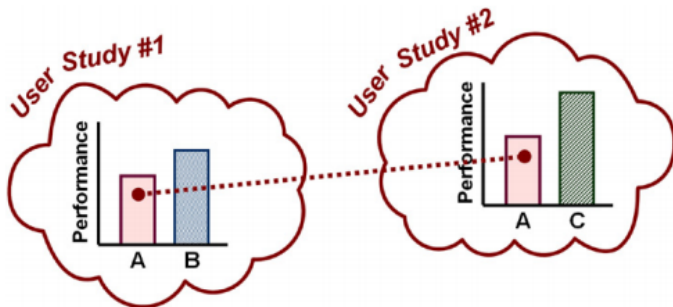 User Study #1
Performance
A B
User Study #2
Performance
A C